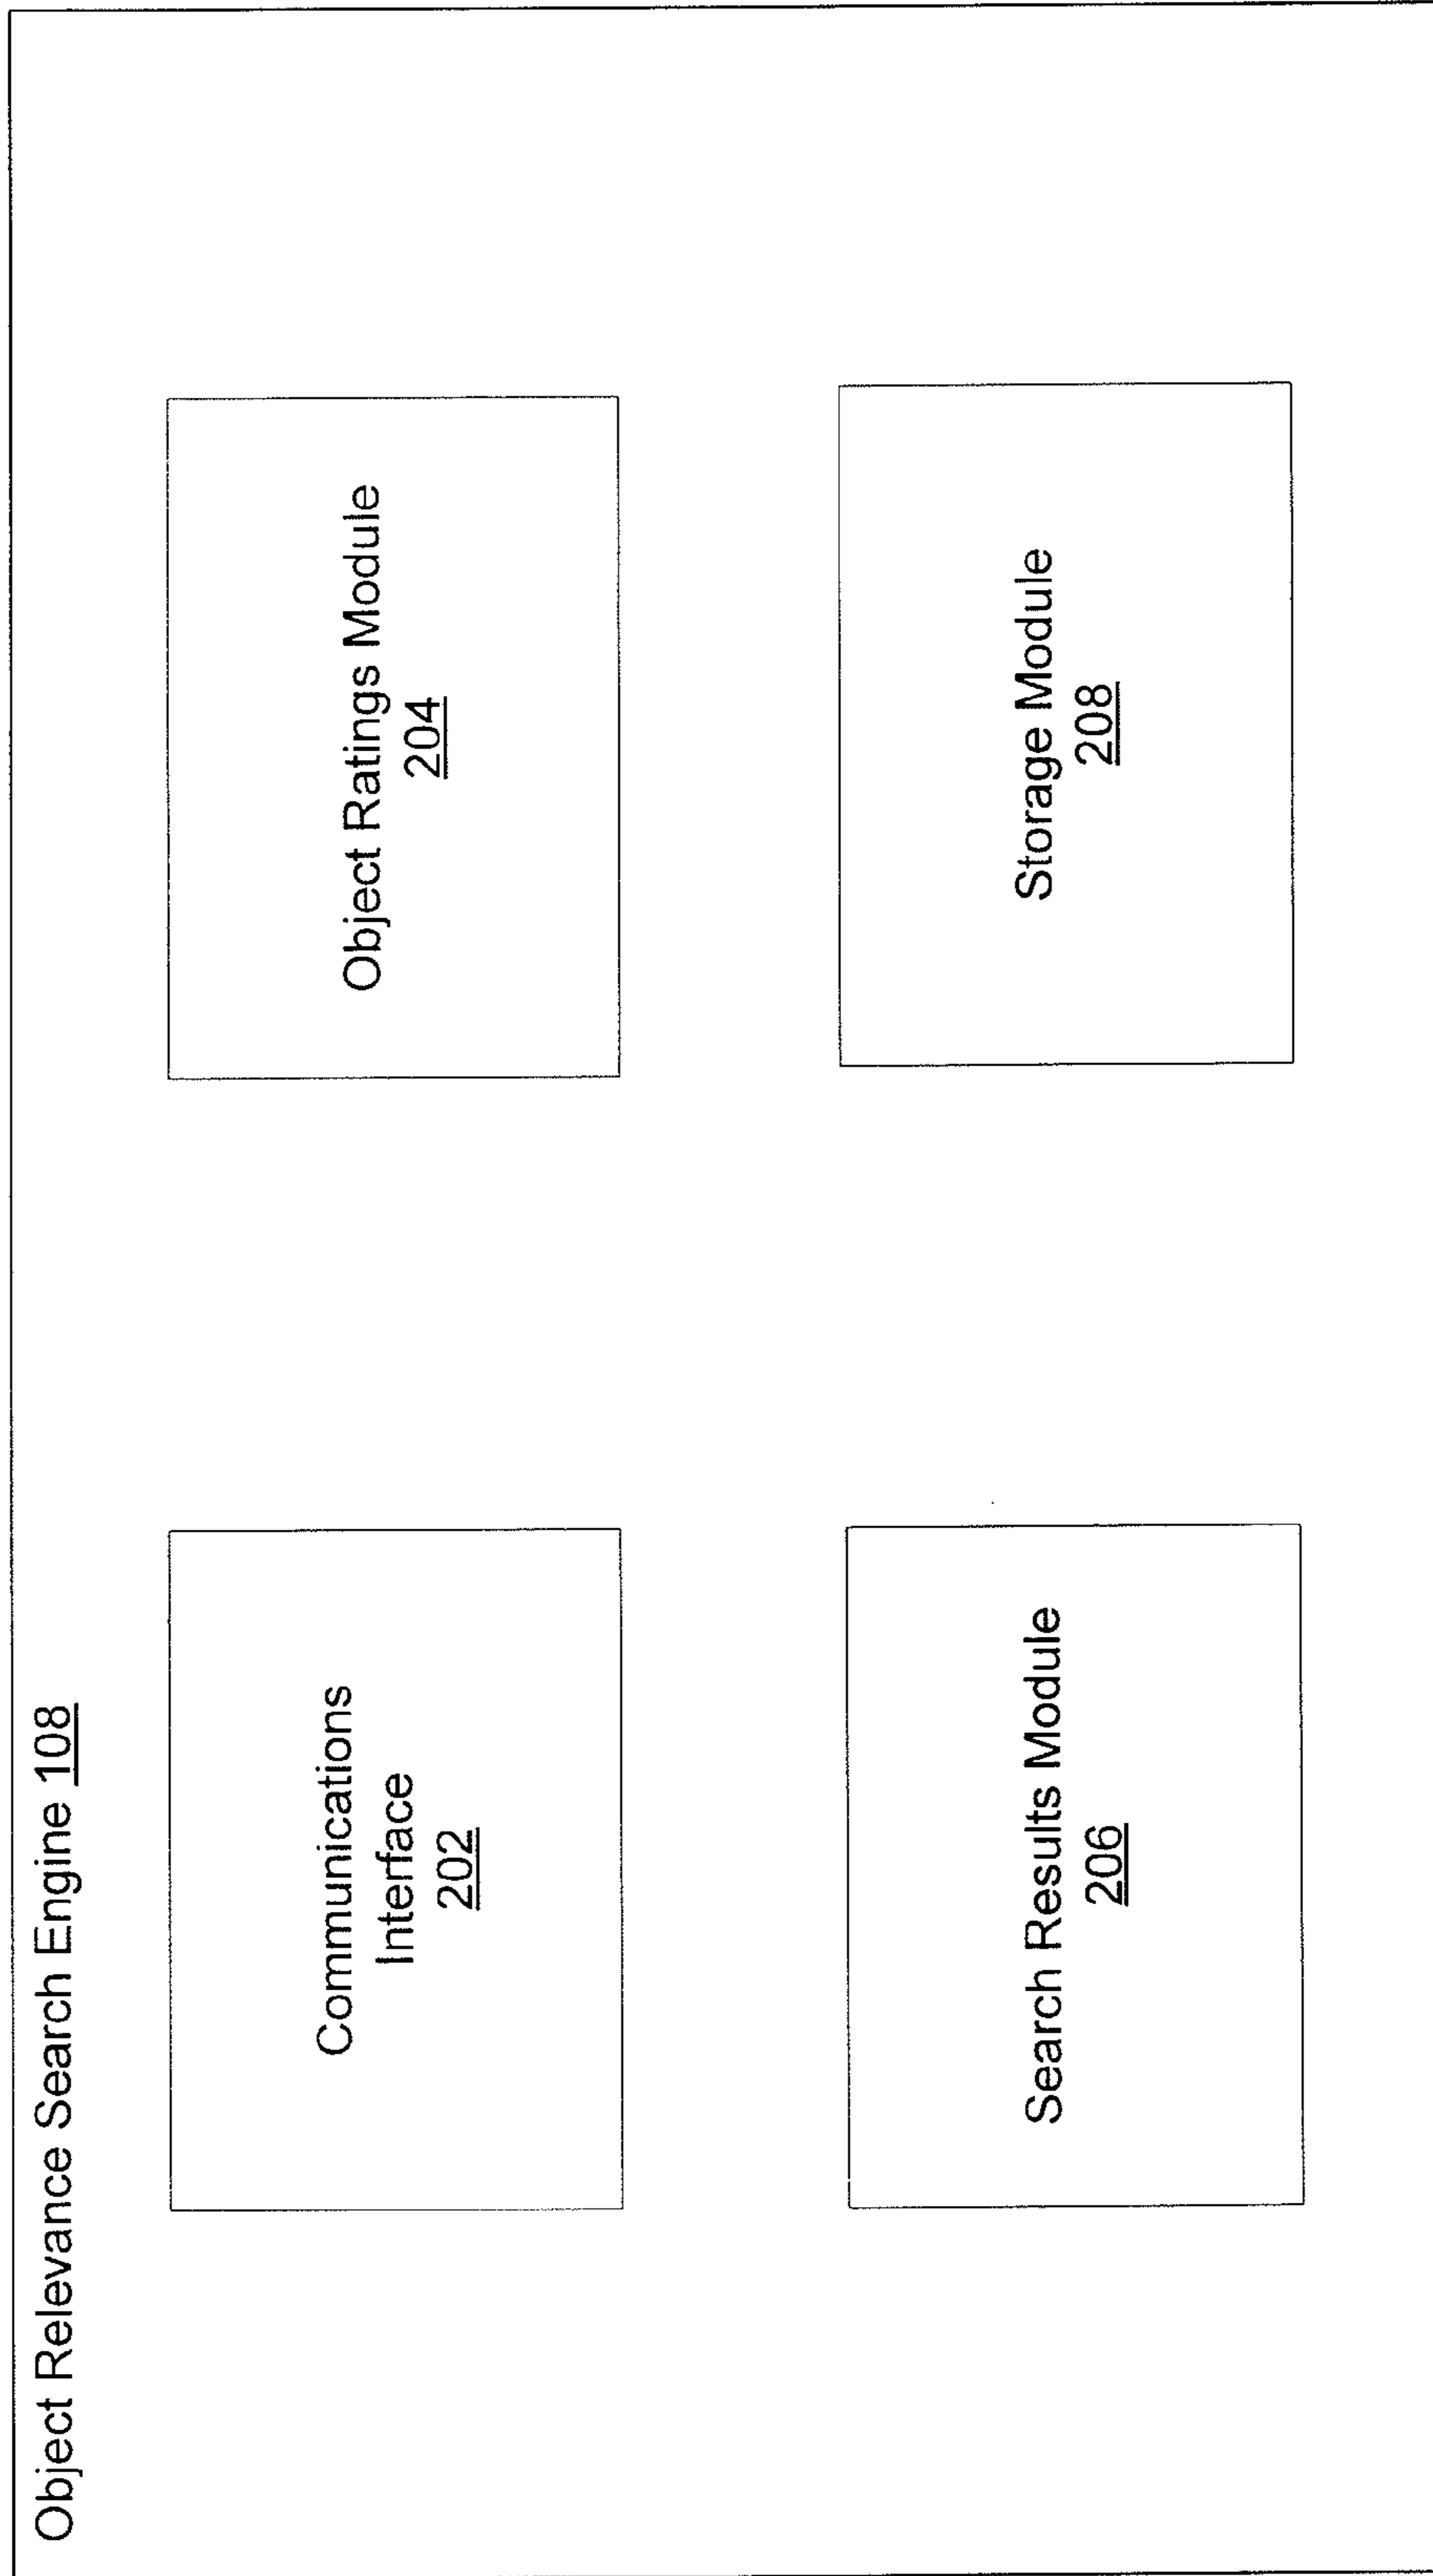 Object Relevance Search Engine 108
Communications
Interface
202
Object Ratings Module
204
Search Results Module
206
Storage Module
208